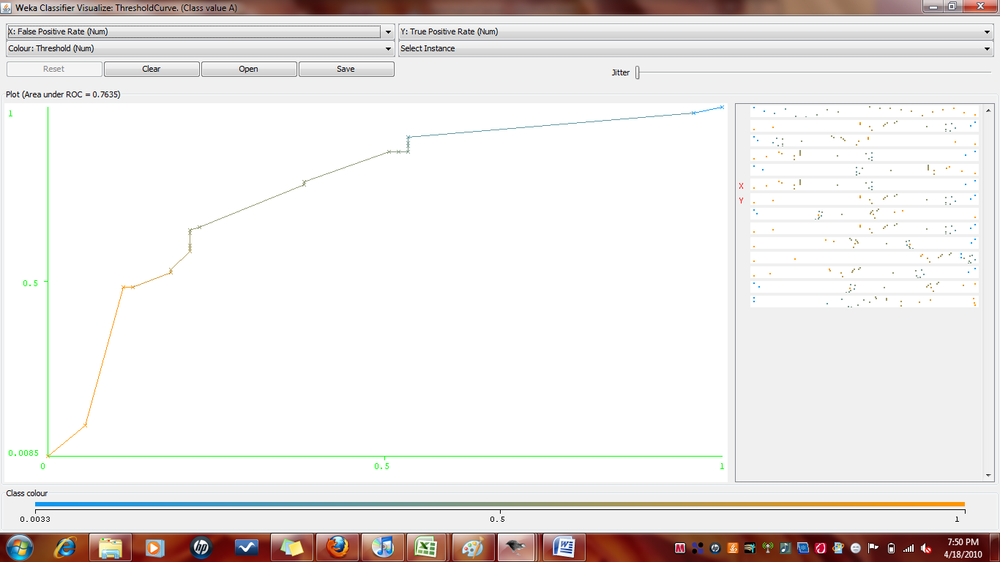 Weka Classifier Visualize: ThresholdCurve. (Class value A)
X: False Positive Rate (Num)
Y: True Positive Rate (Num)
Colour: Threshold (Num)
Select Instance
Reset
Clear
Open
Save
Jitter
Plot (Area under ROC = 0.7635)
1
0.5
0.0085
0
0.5
1
X
Y
Class colour
0.0033
0.5
1
hp
7:50 PM
4/18/2010